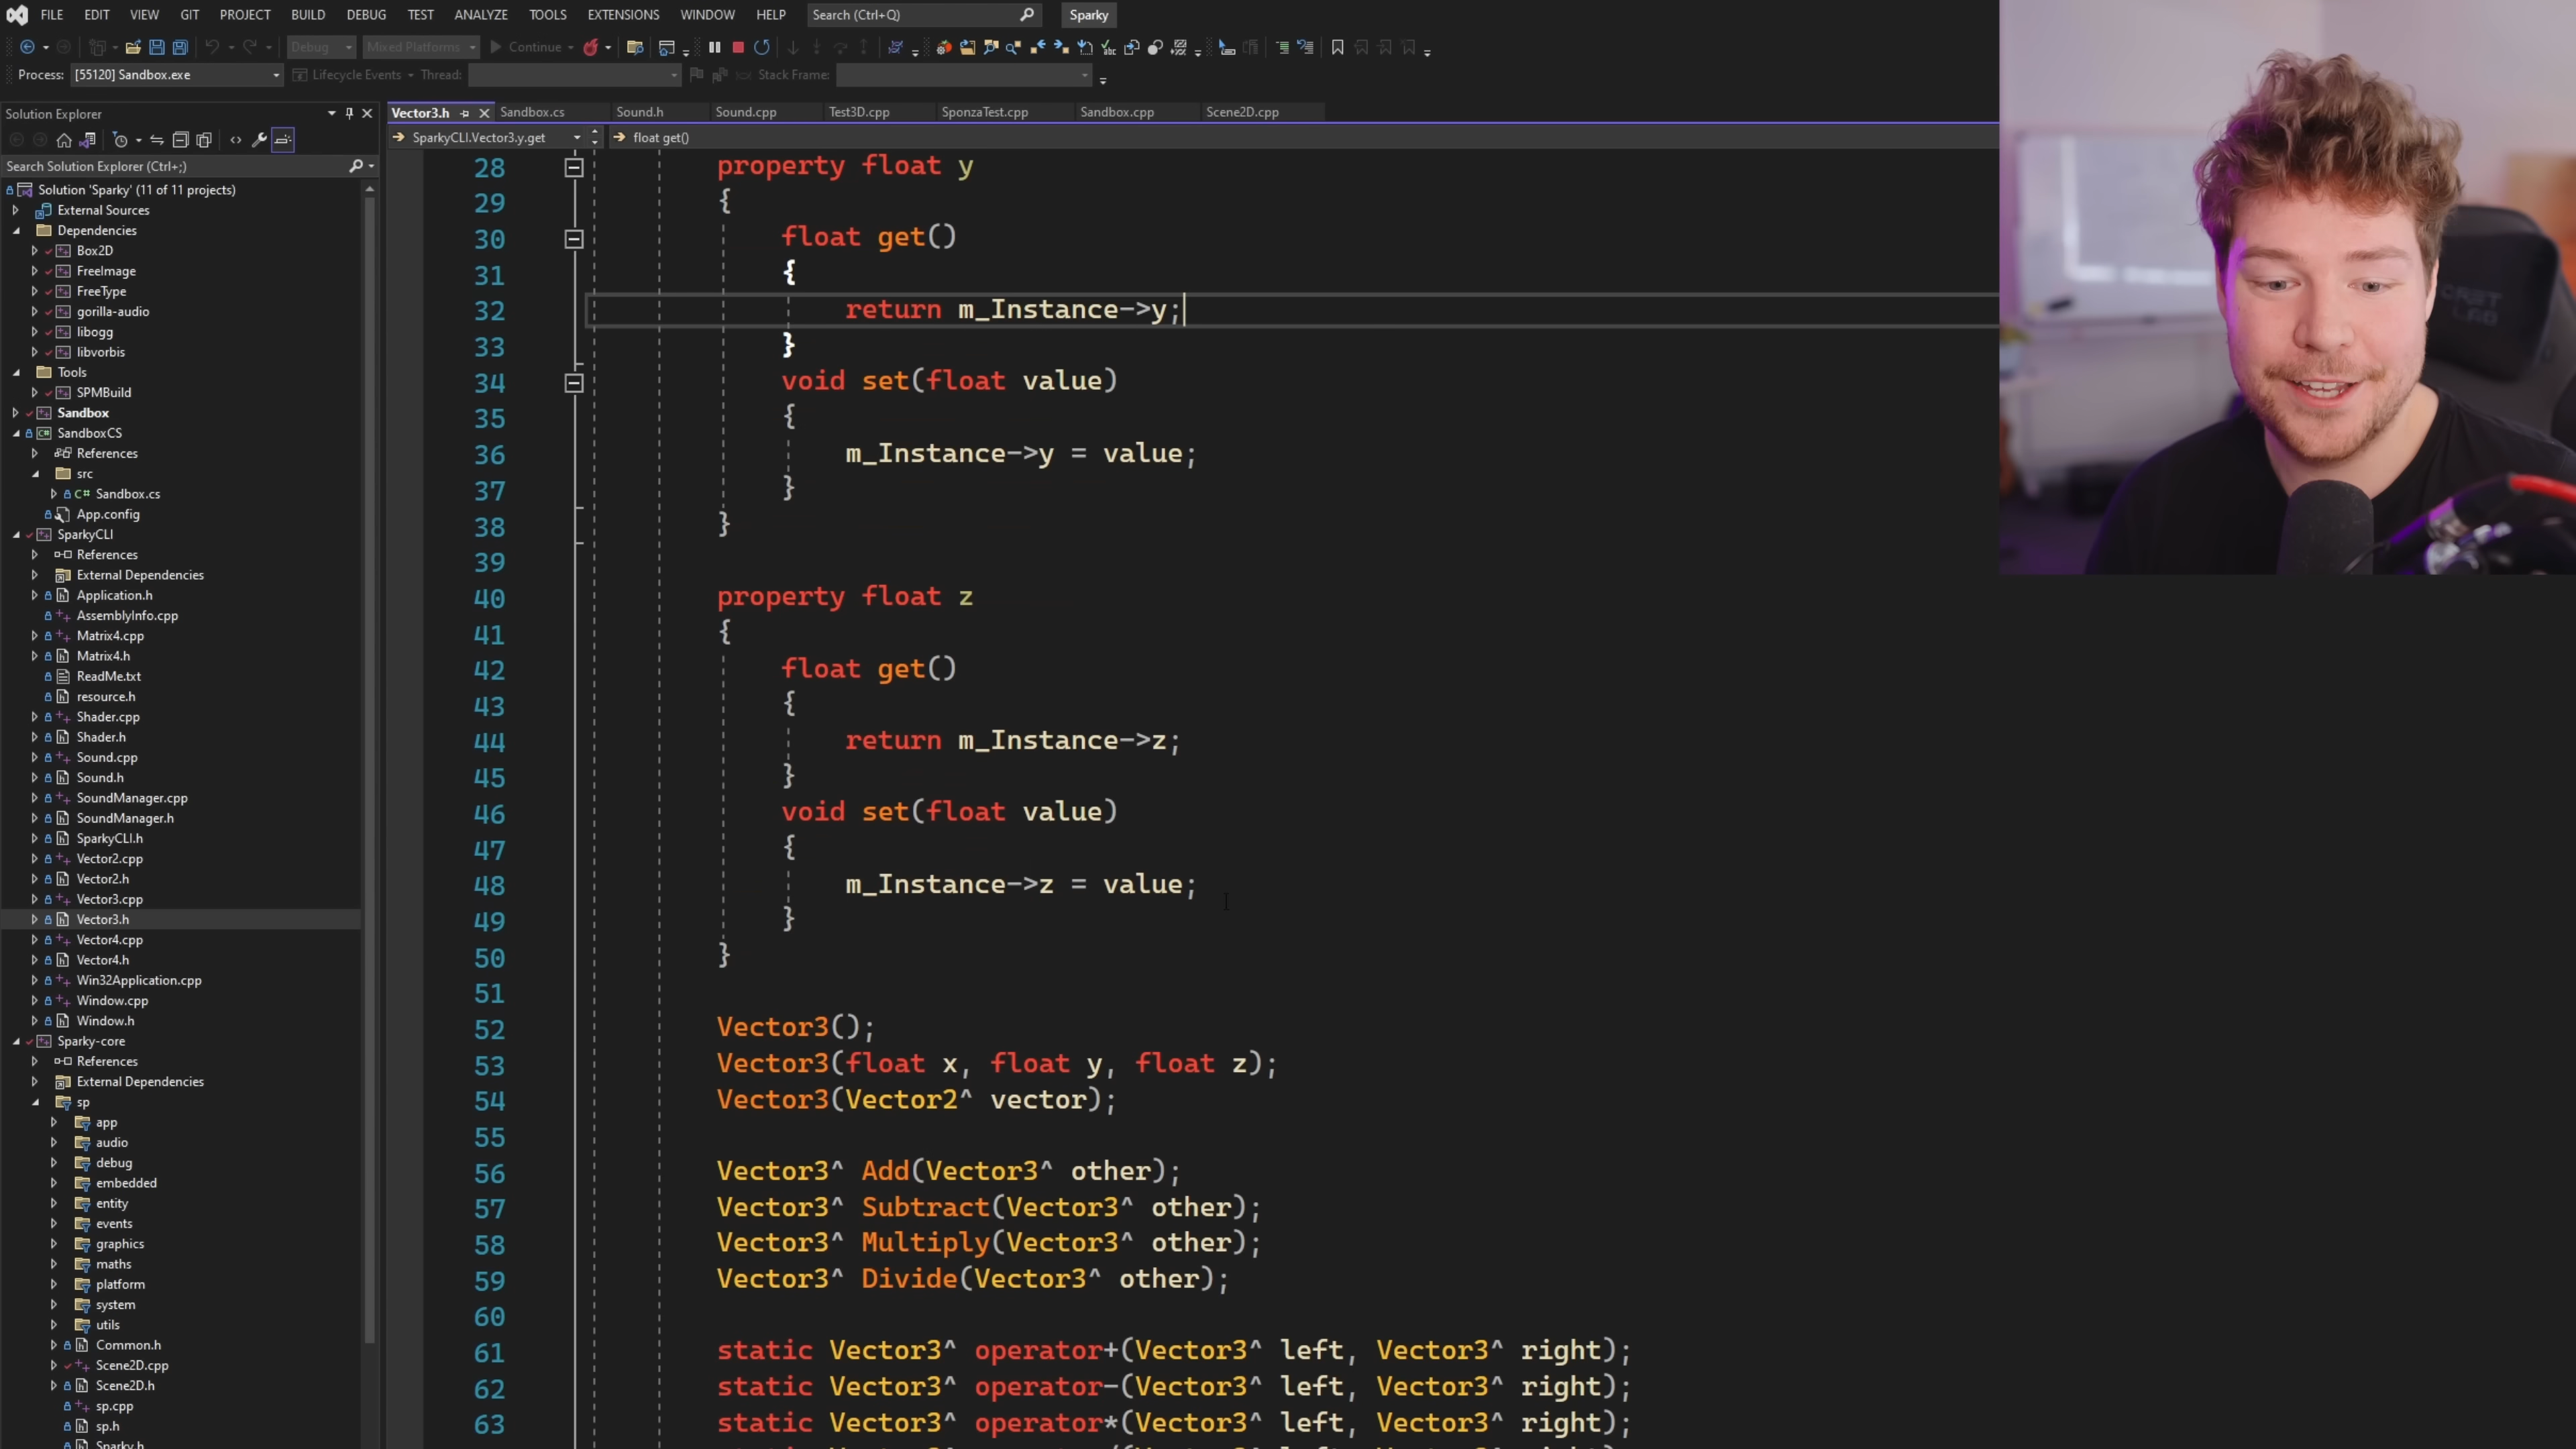 FILE EDIT VIEW GIT PROJECT BUILD DEBUG TEST ANALYZE TOOLS EXTENSIONS WINDOW HELP Search (Ctrl+Q) Sparky
Debug Mixed Platforms Continue
Process: [55120] Sandbox.exe Lifecycle Events Thread: Stack Frame:
Solution Explorer
Search Solution Explorer (Ctrl+;)
Solution 'Sparky' (11 of 11 projects)
External Sources
Dependencies
Box2D
FreeImage
FreeType
gorilla-audio
libogg
libvorbis
Tools
SPMBuild
Sandbox
SandboxCS
References
src
C# Sandbox.cs
App.config
SparkyCLI
References
External Dependencies
Application.h
AssemblyInfo.cpp
Matrix4.cpp
Matrix4.h
ReadMe.txt
resource.h
Shader.cpp
Shader.h
Sound.cpp
Sound.h
SoundManager.cpp
SoundManager.h
SparkyCLI.h
Vector2.cpp
Vector2.h
Vector3.cpp
Vector3.h
Vector4.cpp
Vector4.h
Win32Application.cpp
Window.cpp
Window.h
Sparky-core
References
External Dependencies
sp
app
audio
debug
embedded
entity
events
graphics
maths
platform
system
utils
Common.h
Scene2D.cpp
Scene2D.h
sp.cpp
sp.h
Sparky.h
Vector3.h Sandbox.cs Sound.h Sound.cpp Test3D.cpp SponzaTest.cpp Sandbox.cpp Scene2D.cpp
SparkyCLI.Vector3.y.get float get()
28 property float y
29 {
30 float get()
31 {
32 return m_Instance->y;
33 }
34 void set(float value)
35 {
36 m_Instance->y = value;
37 }
38 }
39
40 property float z
41 {
42 float get()
43 {
44 return m_Instance->z;
45 }
46 void set(float value)
47 {
48 m_Instance->z = value;
49 }
50 }
51
52 Vector3();
53 Vector3(float x, float y, float z);
54 Vector3(Vector2^ vector);
55
56 Vector3^ Add(Vector3^ other);
57 Vector3^ Subtract(Vector3^ other);
58 Vector3^ Multiply(Vector3^ other);
59 Vector3^ Divide(Vector3^ other);
60
61 static Vector3^ operator+(Vector3^ left, Vector3^ right);
62 static Vector3^ operator-(Vector3^ left, Vector3^ right);
63 static Vector3^ operator*(Vector3^ left, Vector3^ right);